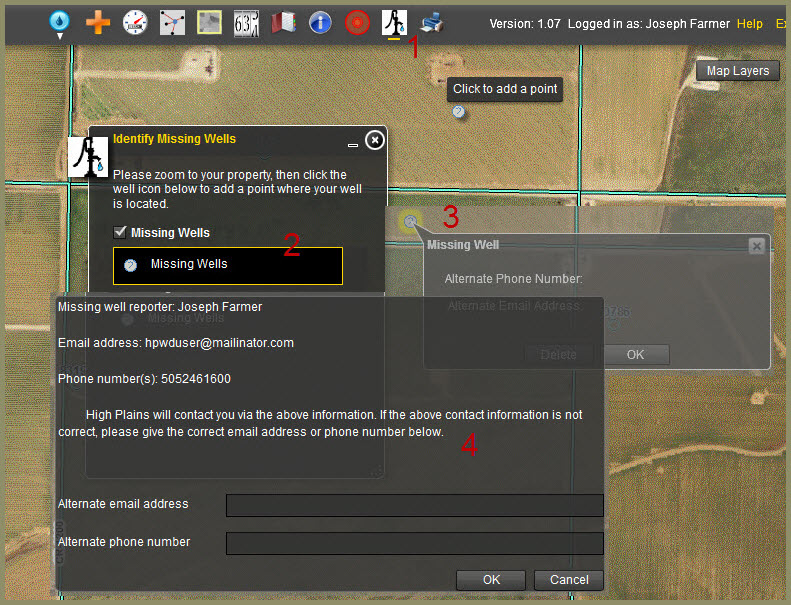 Version: 1.07 Logged in as: Joseph Farmer Help
1
Map Layers
Click to add a point
Identify Missing Wells
Please zoom to your property, then click the
well icon below to add a point where your well
is located.
Missing Wells
2
Missing Wells
3
Missing Well
Alternate Phone Number:
Alternate Email Address
Delete
OK
Missing well reporter: Joseph Farmer
Missing Wells
Email address: hpwduser@mailinator.com
Phone number(s): 5052461600
High Plains will contact you via the above information. If the above contact information is not
correct, please give the correct email address or phone number below.
4
Alternate email address
Alternate phone number
OK
Cancel